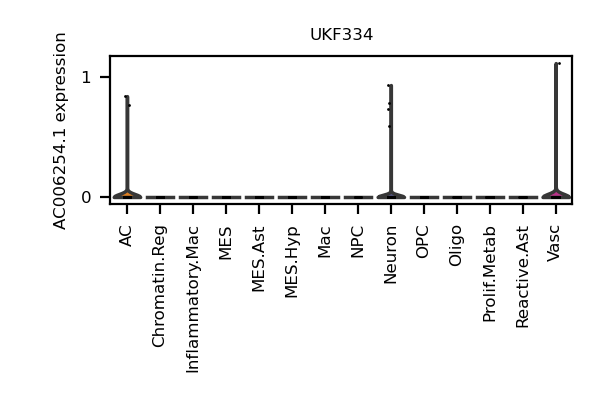 UKF334
AC006254.1 expression
1
0
AC
Chromatin.Reg
Inflammatory.Mac
MES
MES.Ast
MES.Hyp
Mac
NPC
Neuron
OPC
Oligo
Prolif.Metab
Reactive.Ast
Vasc